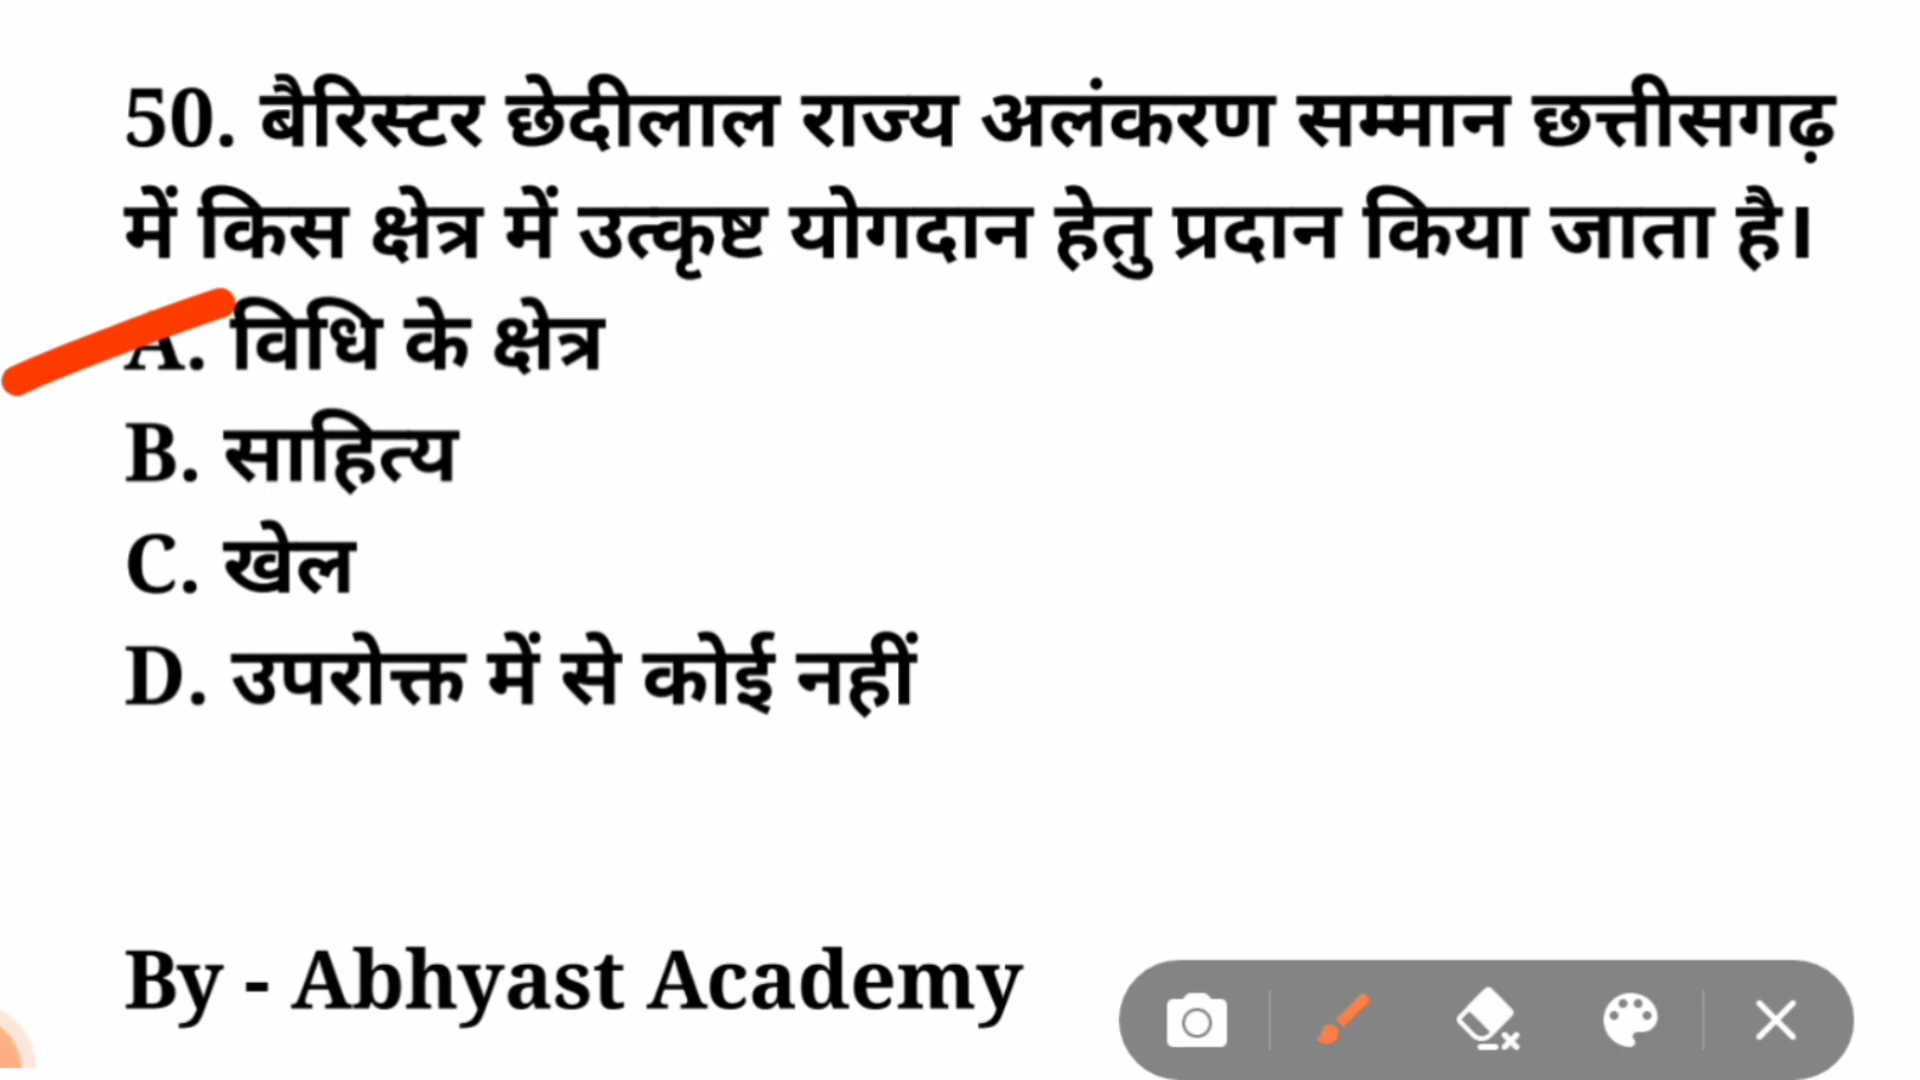 50. बैरिस्टर छेदीलाल राज्य अलंकरण सम्मान छत्तीसगढ़
में किस क्षेत्र में उत्कृष्ट योगदान हेतु प्रदान किया जाता है।
A. विधि के क्षेत्र
B. साहित्य
C. खेल
D. उपरोक्त में से कोई नहीं
By - Abhyast Academy